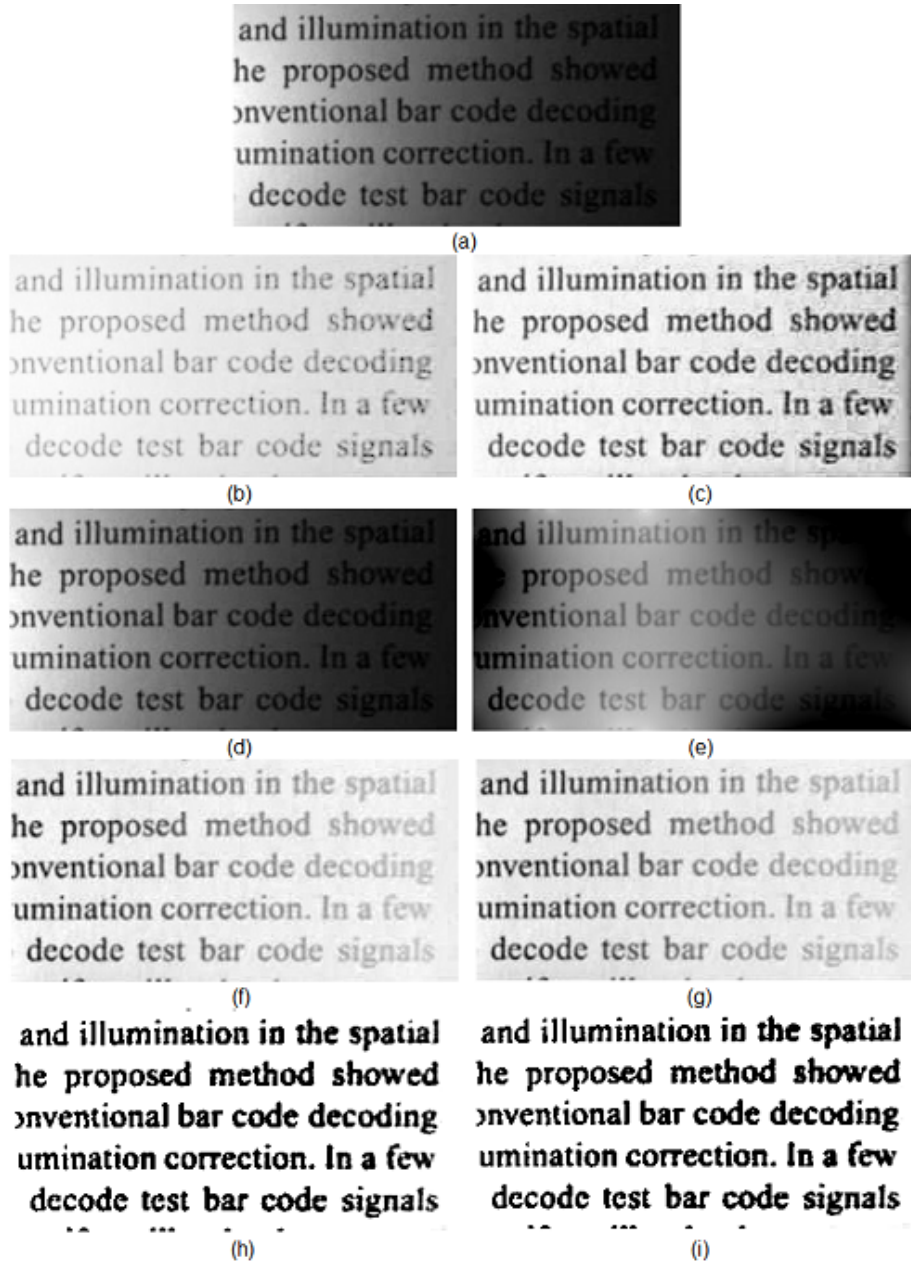 and illumination in the spatial
he proposed method showed
onventional bar code decoding
umination correction. In a few
decode test bar code signals
(a)
and illumination in the spatial
he proposed method showed
onventional bar code decoding
umination correction. In a few
decode test bar code signals
(b)
and illumination in the spatial
he proposed method showed
onventional bar code decoding
umination correction. In a few
decode test bar code signals
(c)
and illumination in the spatial
he proposed method showed
onventional bar code decoding
umination correction. In a few
decode test bar code signals
(d)
and illumination in the
proposed method
onventional bar code decoding
umination correction. In a few
decode test bar code signals
(e)
and illumination in the spatial
he proposed method showed
onventional bar code decoding
umination correction. In a few
decode test bar code signals
(f)
and illumination in the spatial
he proposed method showed
onventional bar code decoding
umination correction. In a few
decode test bar code signals
(g)
and illumination in the spatial
he proposed method showed
onventional bar code decoding
umination correction. In a few
decode test bar code signals
(h)
and illumination in the spatial
he proposed method showed
onventional bar code decoding
umination correction. In a few
decode test bar code signals
(i)